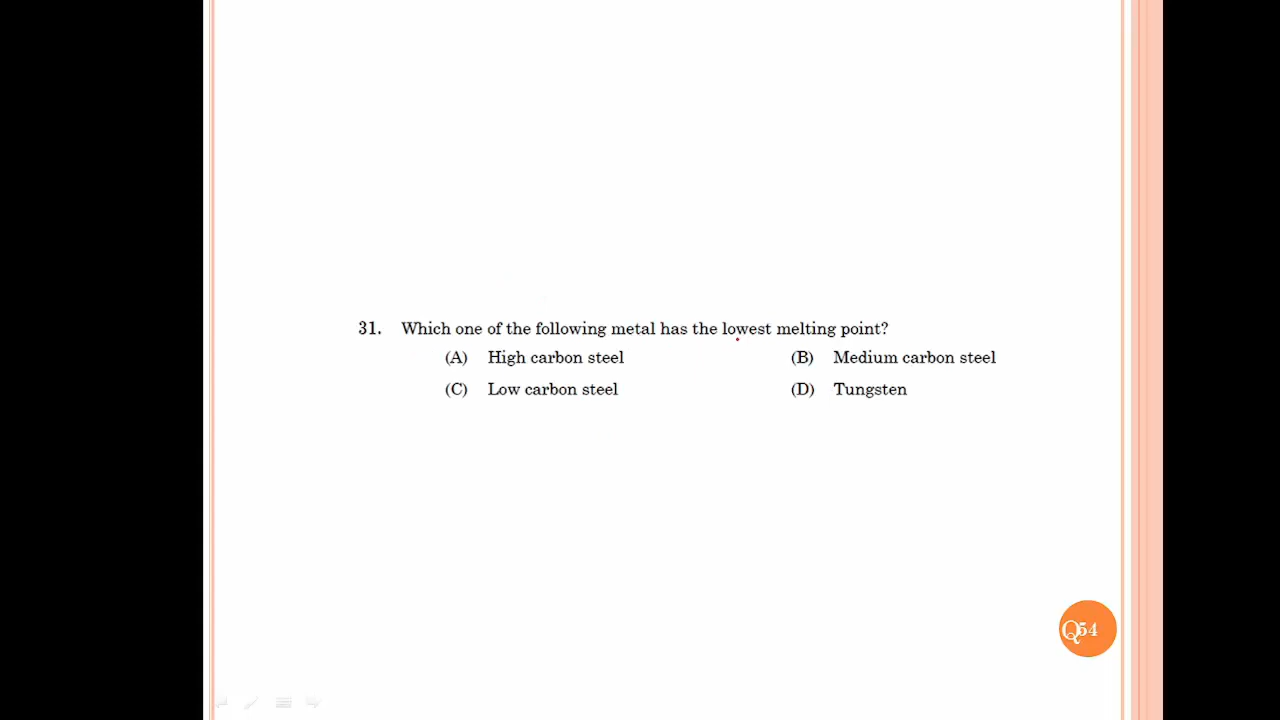 31. Which one of the following metal has the lowest melting point?
(A) High carbon steel (B) Medium carbon steel
(C) Low carbon steel (D) Tungsten
Q54